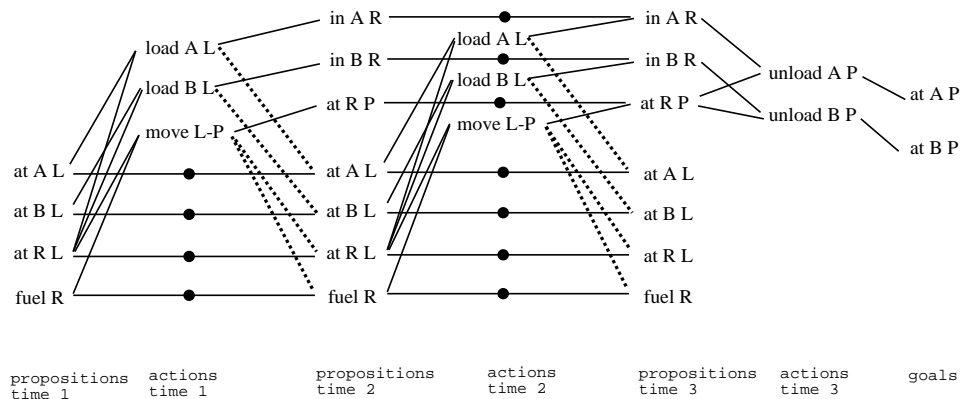 in A R
in A R
load A L
load A L
in B R
in B R
unload A P
load B L
load B L
at A P
at R P
at R P
unload B P
move L-P
move L-P
at B P
at A L
at A L
at A L
at B L
at B L
at B L
at R L
at R L
at R L
fuel R
fuel R
fuel R
propositions
time 1
actions
time 1
propositions
time 2
actions
time 2
propositions
time 3
actions
time 3
goals